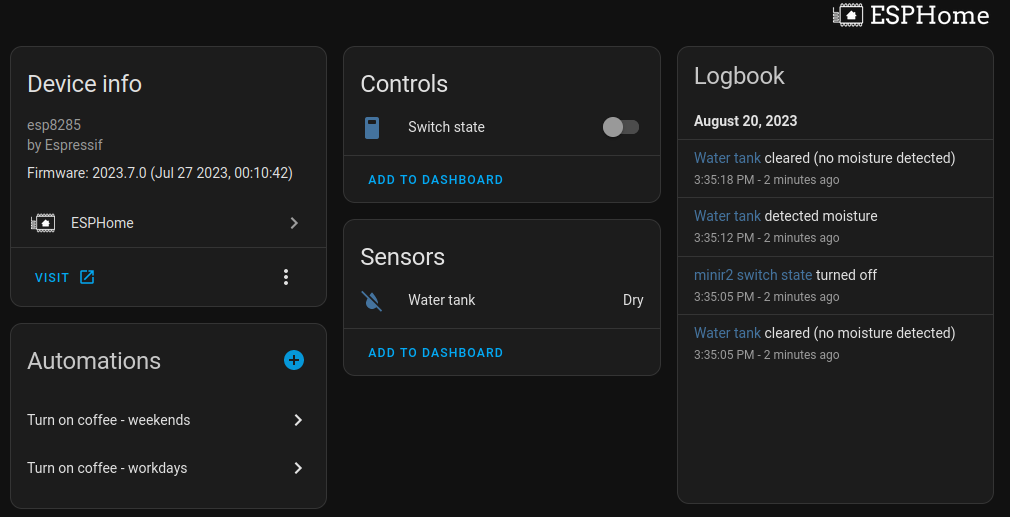 ESPHome
Device info
esp8285
by Espressif
Firmware: 2023.7.0 (Jul 27 2023, 00:10:42)
ESPHome
VISIT
Automations
Turn on coffee - weekends
Turn on coffee - workdays
Controls
Switch state
ADD TO DASHBOARD
Sensors
Water tank Dry
ADD TO DASHBOARD
Logbook
August 20, 2023
Water tank cleared (no moisture detected)
3:35:18 PM - 2 minutes ago
Water tank detected moisture
3:35:12 PM - 2 minutes ago
minir2 switch state turned off
3:35:05 PM - 2 minutes ago
Water tank cleared (no moisture detected)
3:35:05 PM - 2 minutes ago